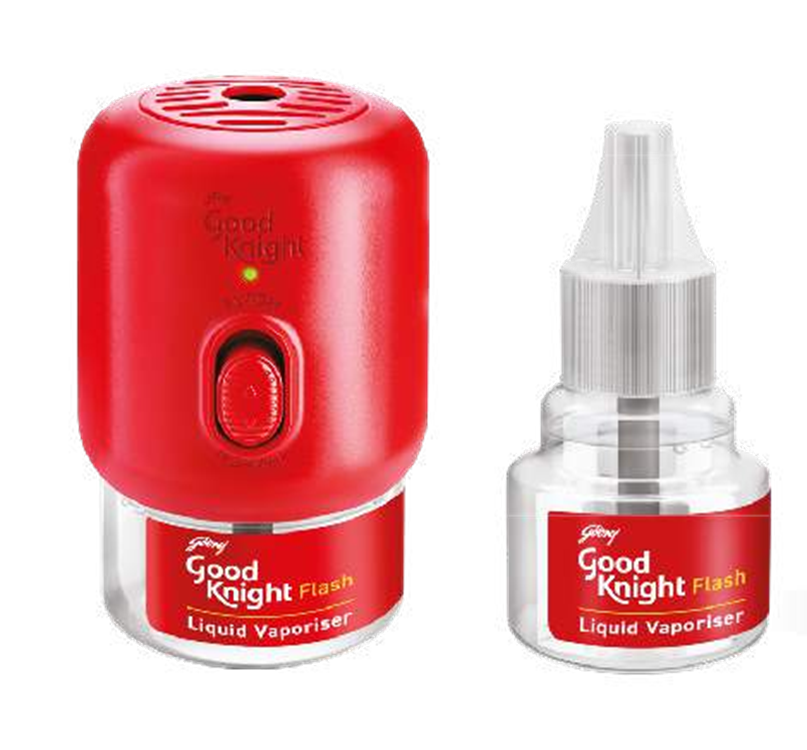 Good
Knight
Godrej
Good
Knight Flash
Liquid Vaporiser
Godrej
Good
Knight Flash
Liquid Vaporiser